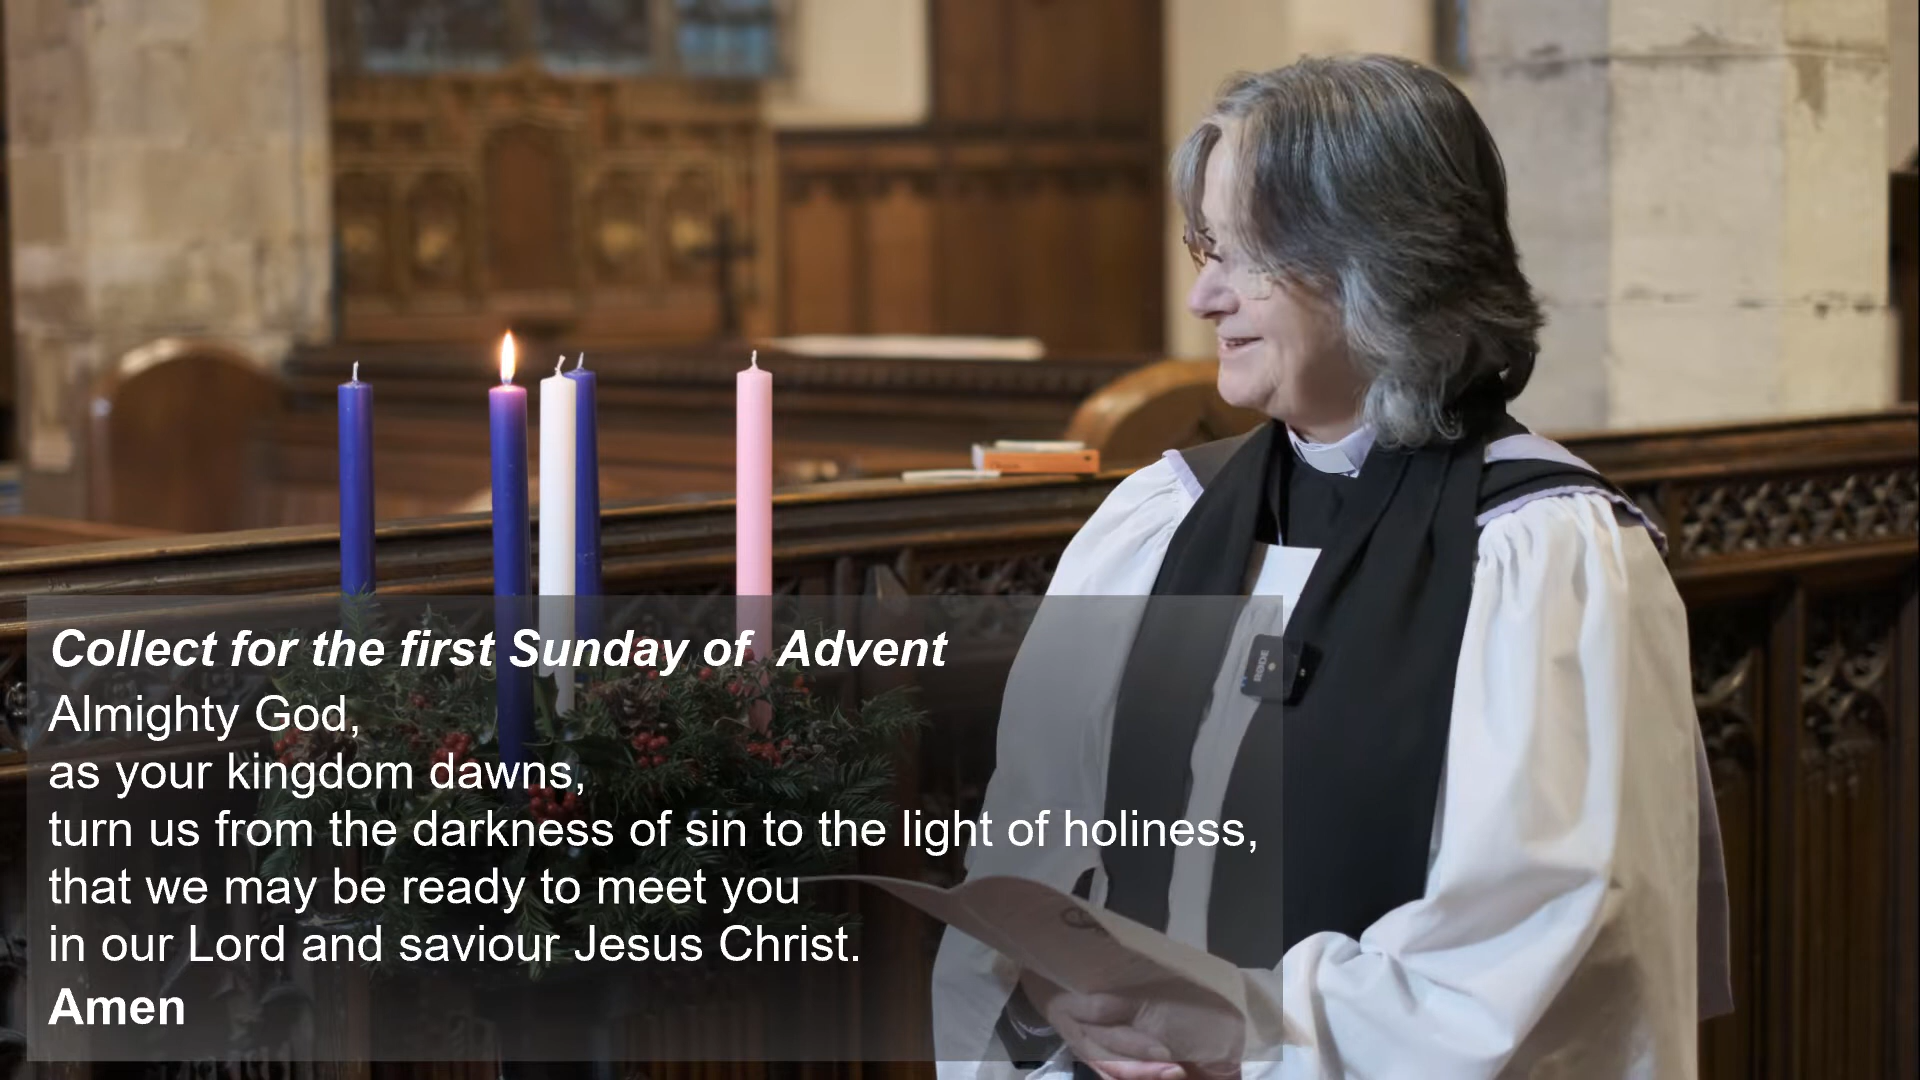 Collect for the first Sunday of Advent
Almighty God,
as your kingdom dawns,
turn us from the darkness of sin to the light of holiness,
that we may be ready to meet you
in our Lord and saviour Jesus Christ.
Amen
RØDE